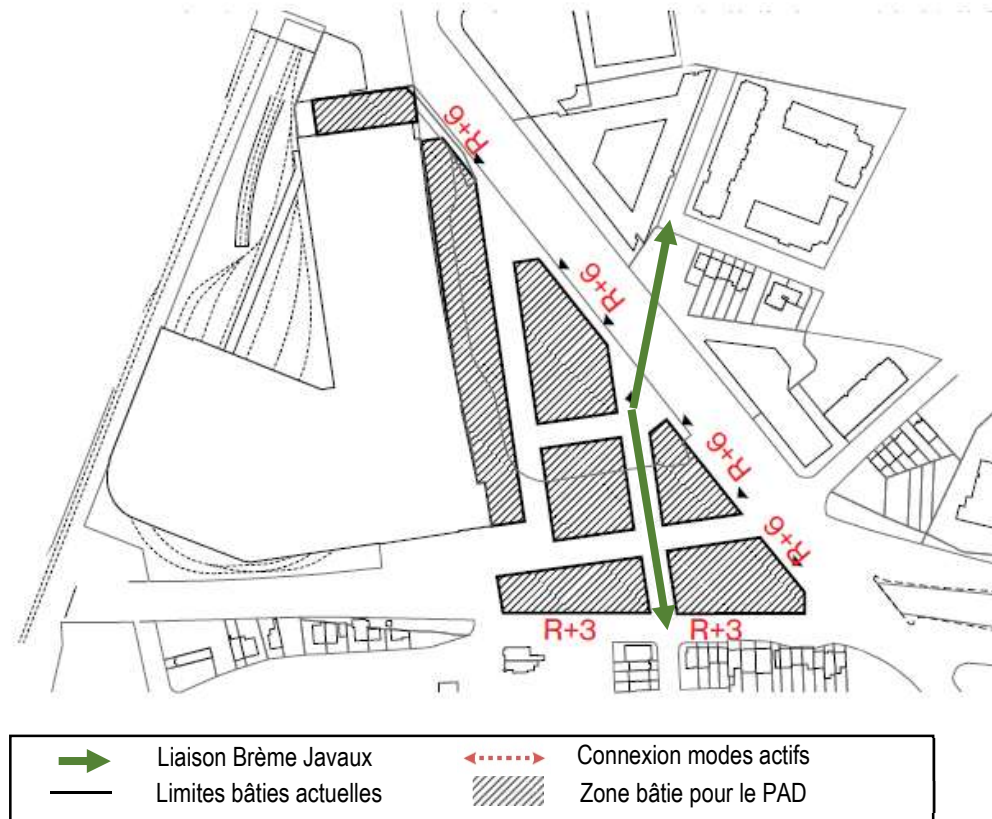 R+6
R+6
R+6
R+6
R+3 R+3
Liaison Brème Javaux Connexion modes actifs
Limites bâties actuelles Zone bâtie pour le PAD